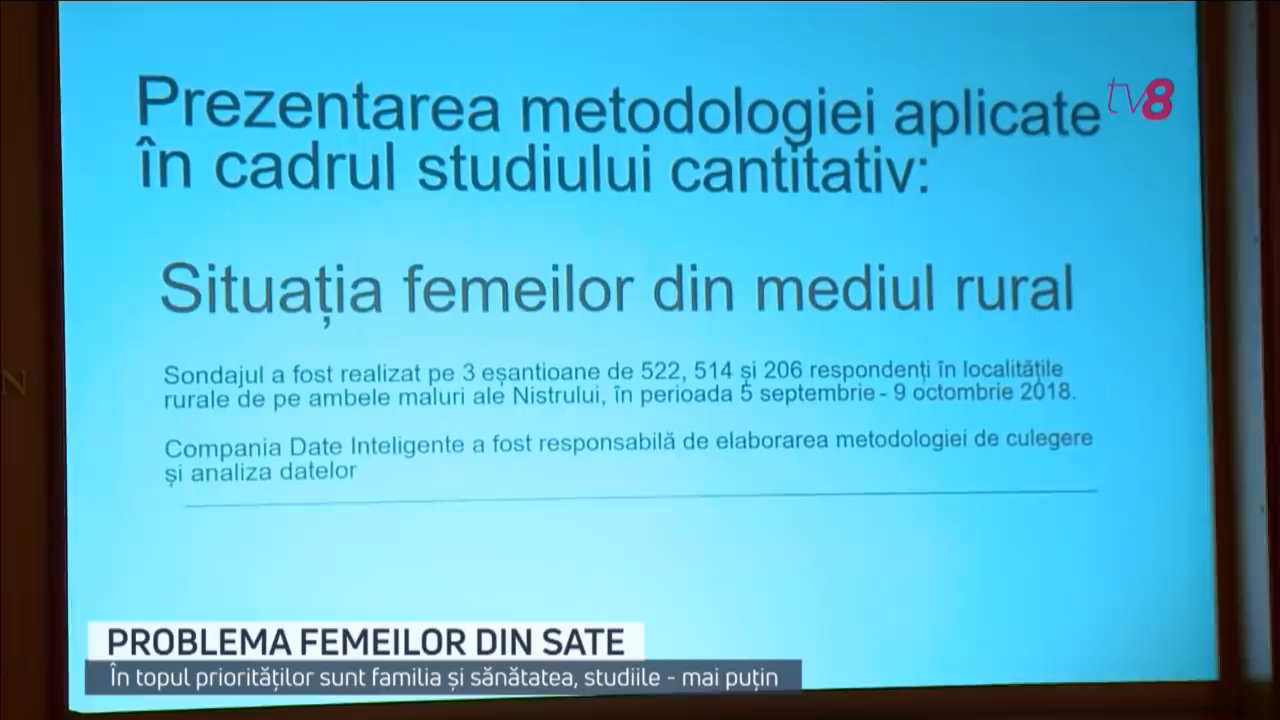 Prezentarea metodologiei aplicate
în cadrul studiului cantitativ:
tv8
Situația femeilor din mediul rural
Sondajul a fost realizat pe 3 eșantioane de 522, 514 și 206 respondenți în localitățile
rurale de pe ambele maluri ale Nistrului, în perioada 5 septembrie - 9 octombrie 2018.
Compania Date Inteligente a fost responsabilă de elaborarea metodologiei de culegere
și analiza datelor
N
PROBLEMA FEMEILOR DIN SATE
În topul priorităților sunt familia și sănătatea, studiile - mai puțin